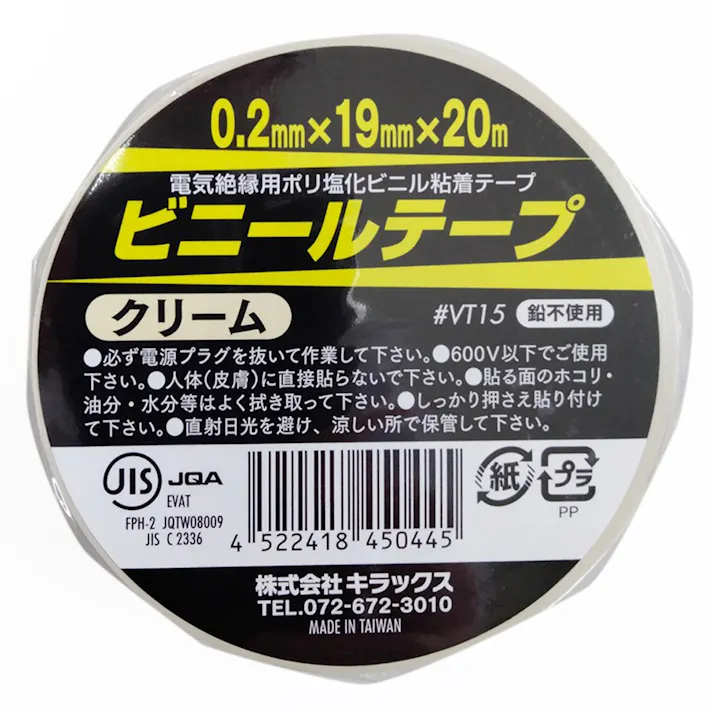 0.2mm×19mm×20m
電気絶縁用ポリ塩化ビニル粘着テープ
ビニールテープ
クリーム
#VT15 鉛不使用
●必ず電源プラグを抜いて作業して下さい。●600V以下でご使用
下さい。●人体(皮膚)に直接貼らないで下さい。●貼る面のホコリ・
油分・水分等はよく拭き取って下さい。●しっかり押さえ貼り付け
て下さい。●直射日光を避け、涼しい所で保管して下さい。
JIS JQA
EVAT
FPH-2 JQTW08009
JIS C 2336
4 522418 450445
紙 プラ
PP
株式会社 キラックス
TEL.072-672-3010
MADE IN TAIWAN